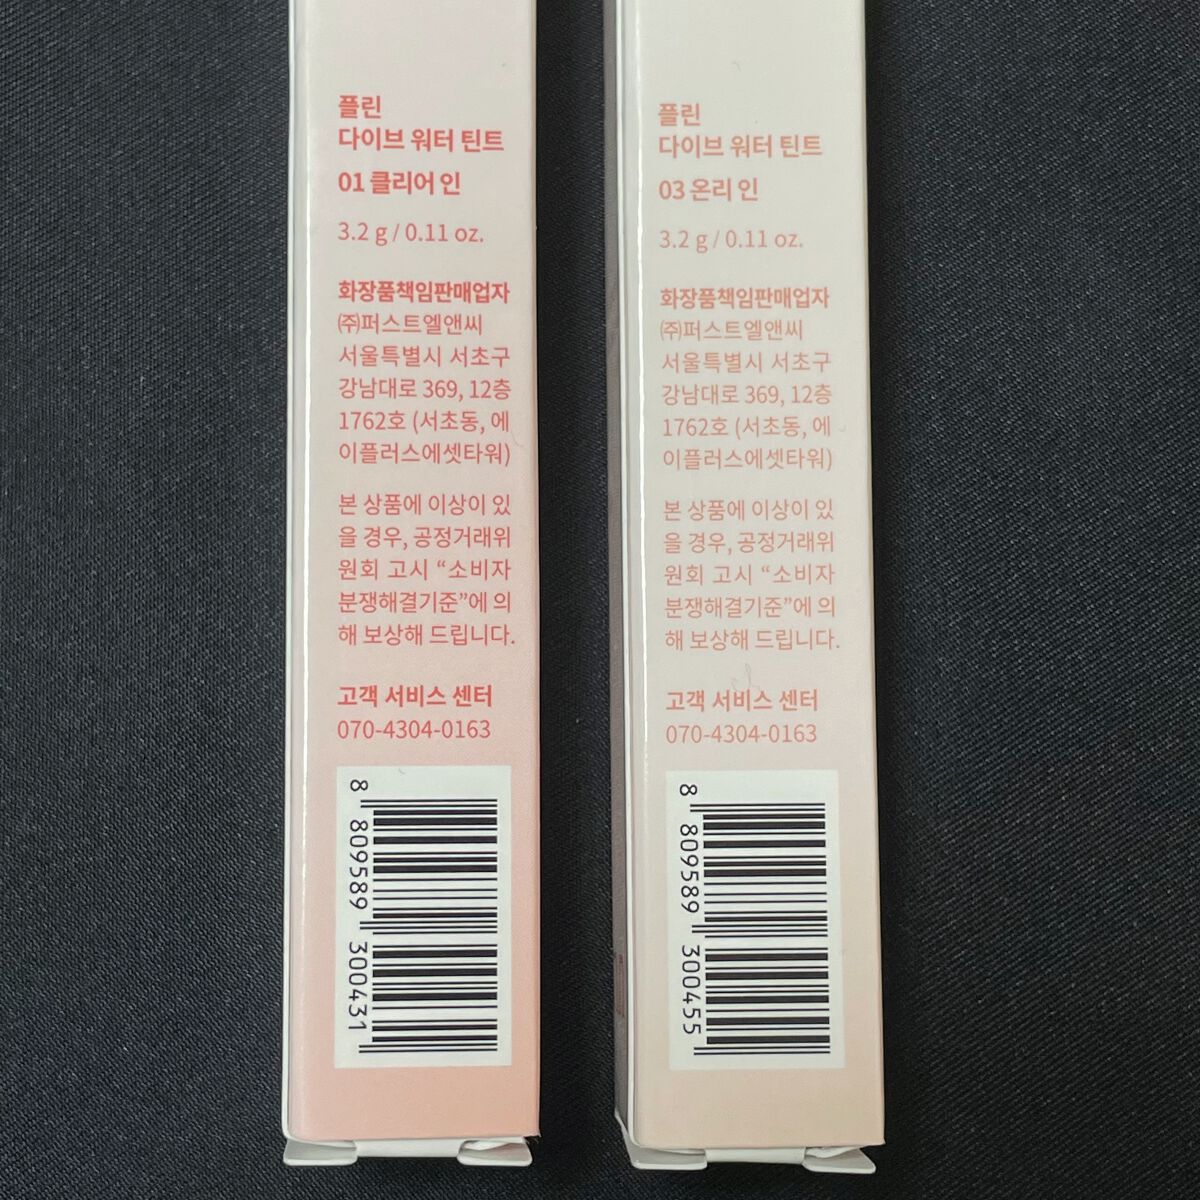 플린
다이브 워터 틴트
01 클리어 인
3.2 g / 0.11 oz.
화장품책임판매업자
㈜퍼스트엘앤씨
서울특별시 서초구
강남대로 369, 12층
1762호 (서초동, 에
이플러스에셋타워)
본 상품에 이상이 있
을 경우, 공정거래위
원회 고시 “소비자
분쟁해결기준”에 의
해 보상해 드립니다.
고객 서비스 센터
070-4304-0163
8 809589 300431
플린
다이브 워터 틴트
03 온리 인
3.2 g / 0.11 oz.
화장품책임판매업자
㈜퍼스트엘앤씨
서울특별시 서초구
강남대로 369, 12층
1762호 (서초동, 에
이플러스에셋타워)
본 상품에 이상이 있
을 경우, 공정거래위
원회 고시 “소비자
분쟁해결기준”에 의
해 보상해 드립니다.
고객 서비스 센터
070-4304-0163
8 809589 300455